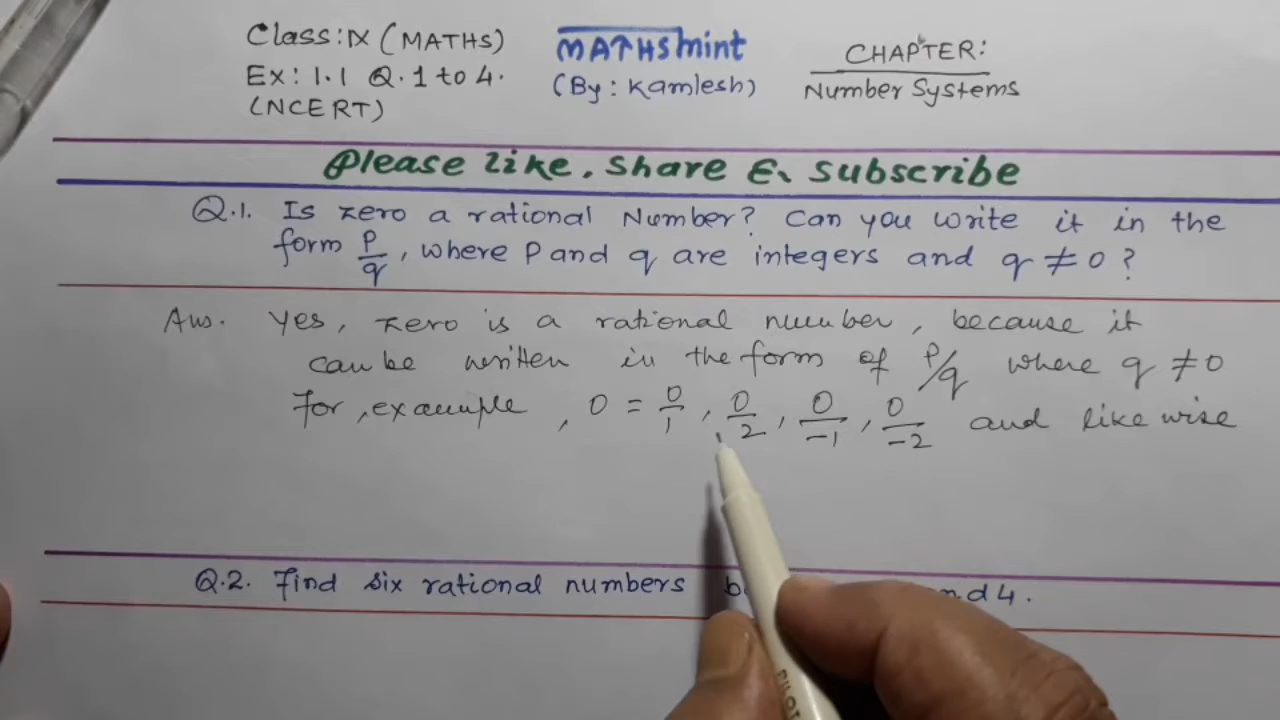 Class: IX (MATHS)
Ex: 1.1 Q.1 to 4.
(NCERT)
MATHSmint
(By: Kamlesh)
CHAPTER:
Number Systems
Please like, Share & Subscribe
Q.1. Is zero a rational Number? Can you write it in the
form P/q, where P and q are integers and q ≠ 0?
Ans. Yes, zero is a rational number, because it
can be written in the form of P/q where q ≠ 0
For, example, 0 = 0/1, 0/2, 0/-1, 0/-2 and like wise
Q.2. Find six rational numbers
nd 4.
PILOT